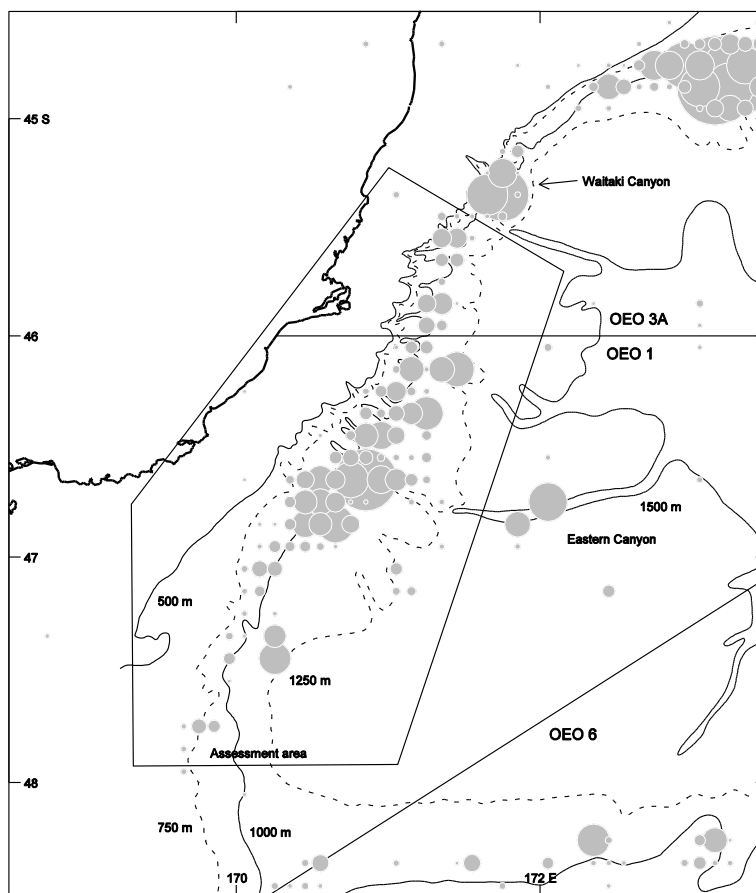 45 S
Waitaki Canyon
OEO 3A
46
OEO 1
1500 m
Eastern Canyon
47
500 m
1250 m
OEO 6
Assessment area
48
750 m
1000 m
170
172 E